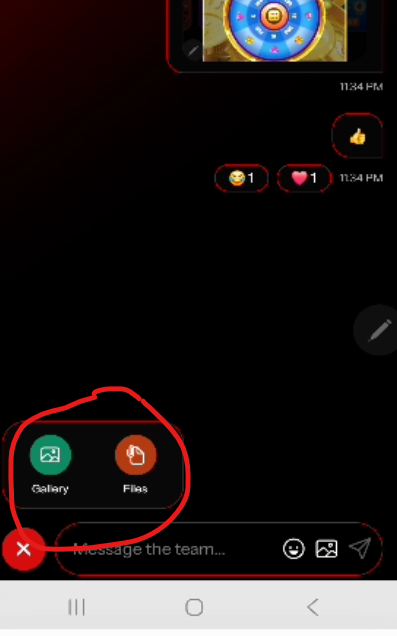 11:34 PM
👍
😂 1 ❤️ 1 11:34 PM
Gallery Files
Message the team...